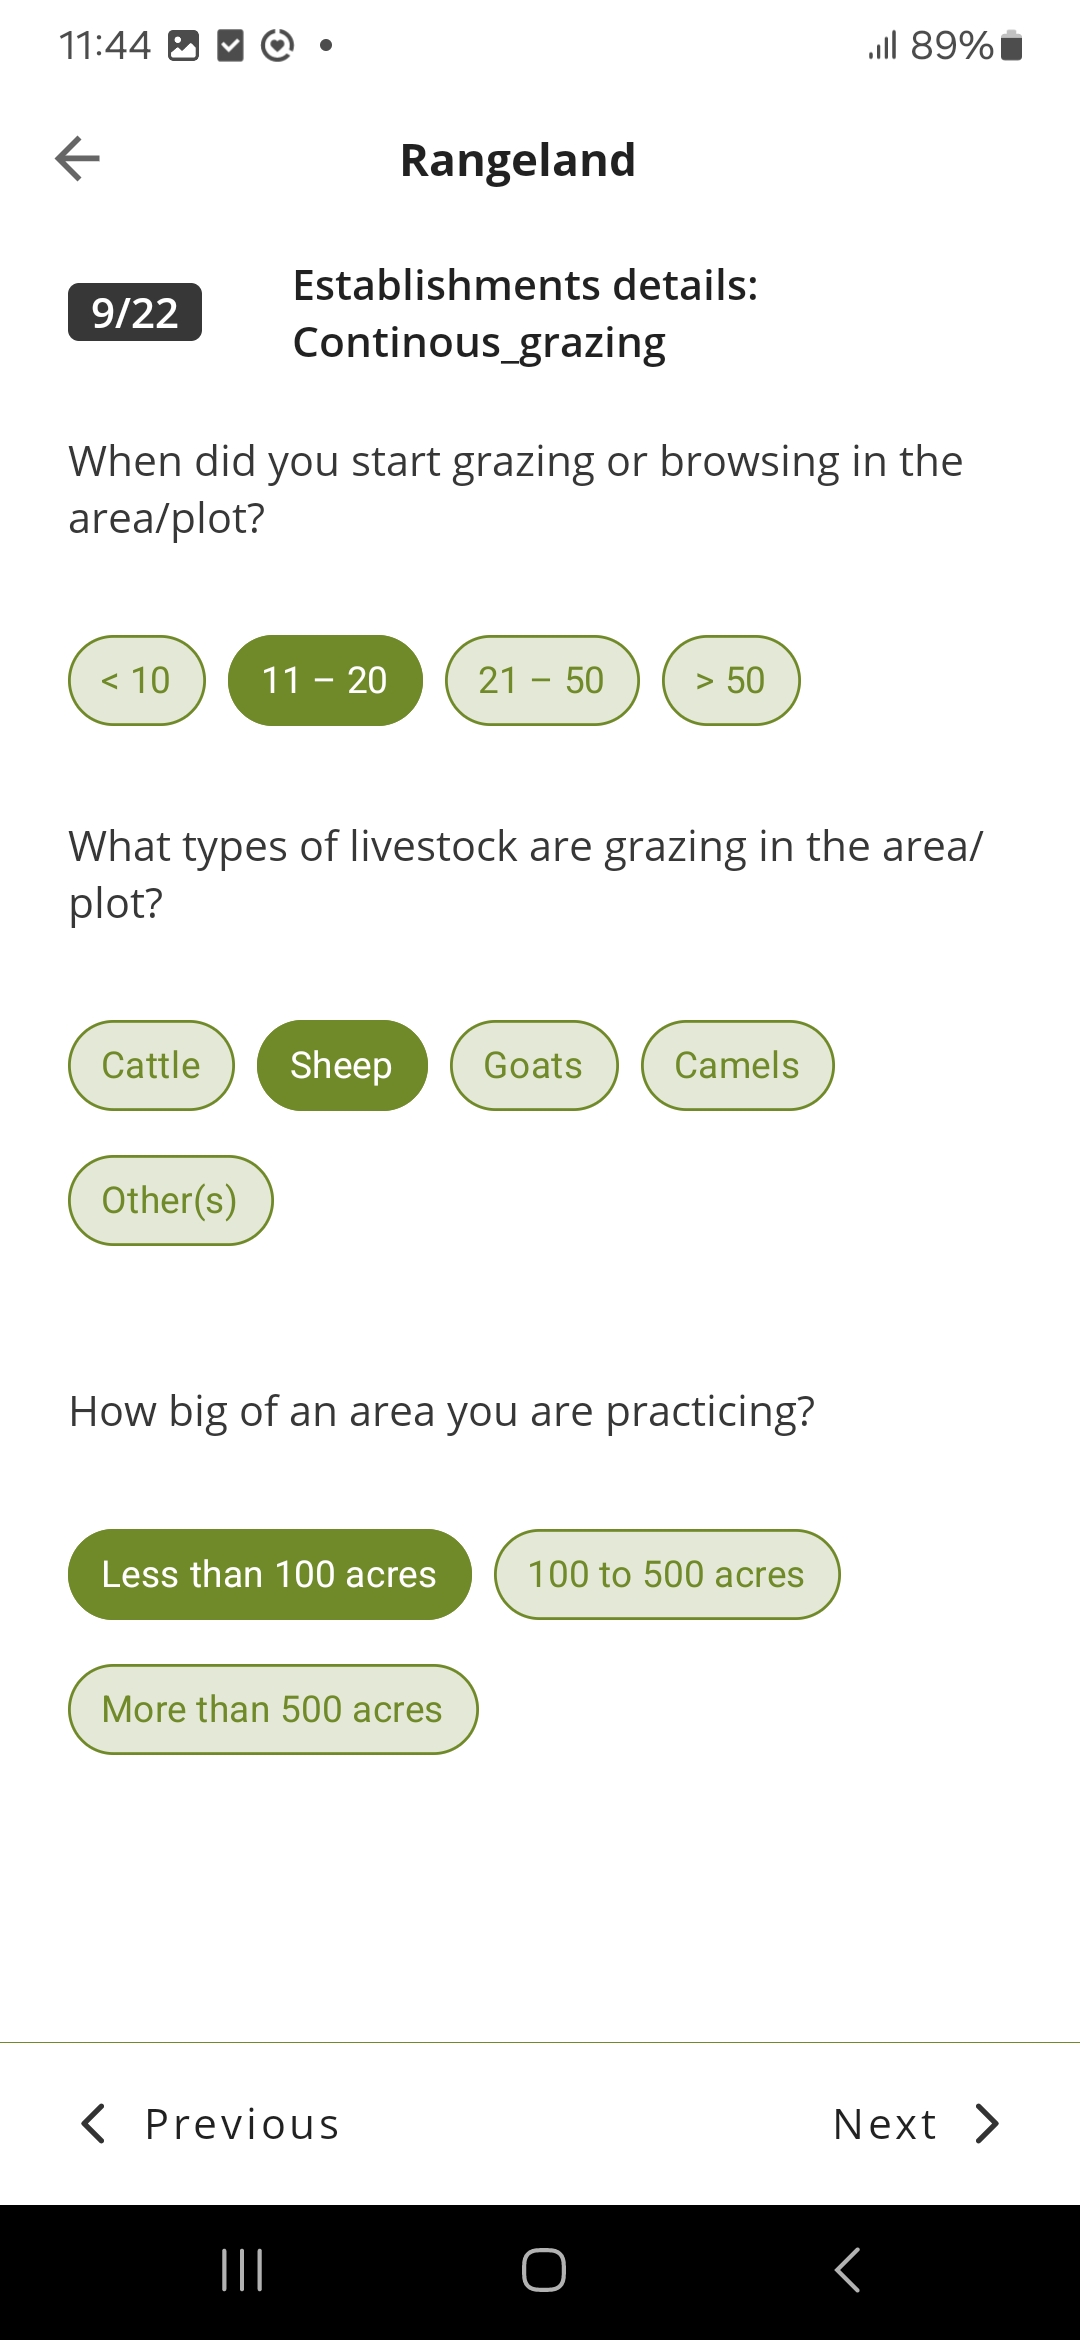 11:44
89%
Rangeland
9/22
Establishments details:
Continous_grazing
When did you start grazing or browsing in the
area/plot?
< 10
11 – 20
21 – 50
> 50
What types of livestock are grazing in the area/
plot?
Cattle
Sheep
Goats
Camels
Other(s)
How big of an area you are practicing?
Less than 100 acres
100 to 500 acres
More than 500 acres
Previous
Next